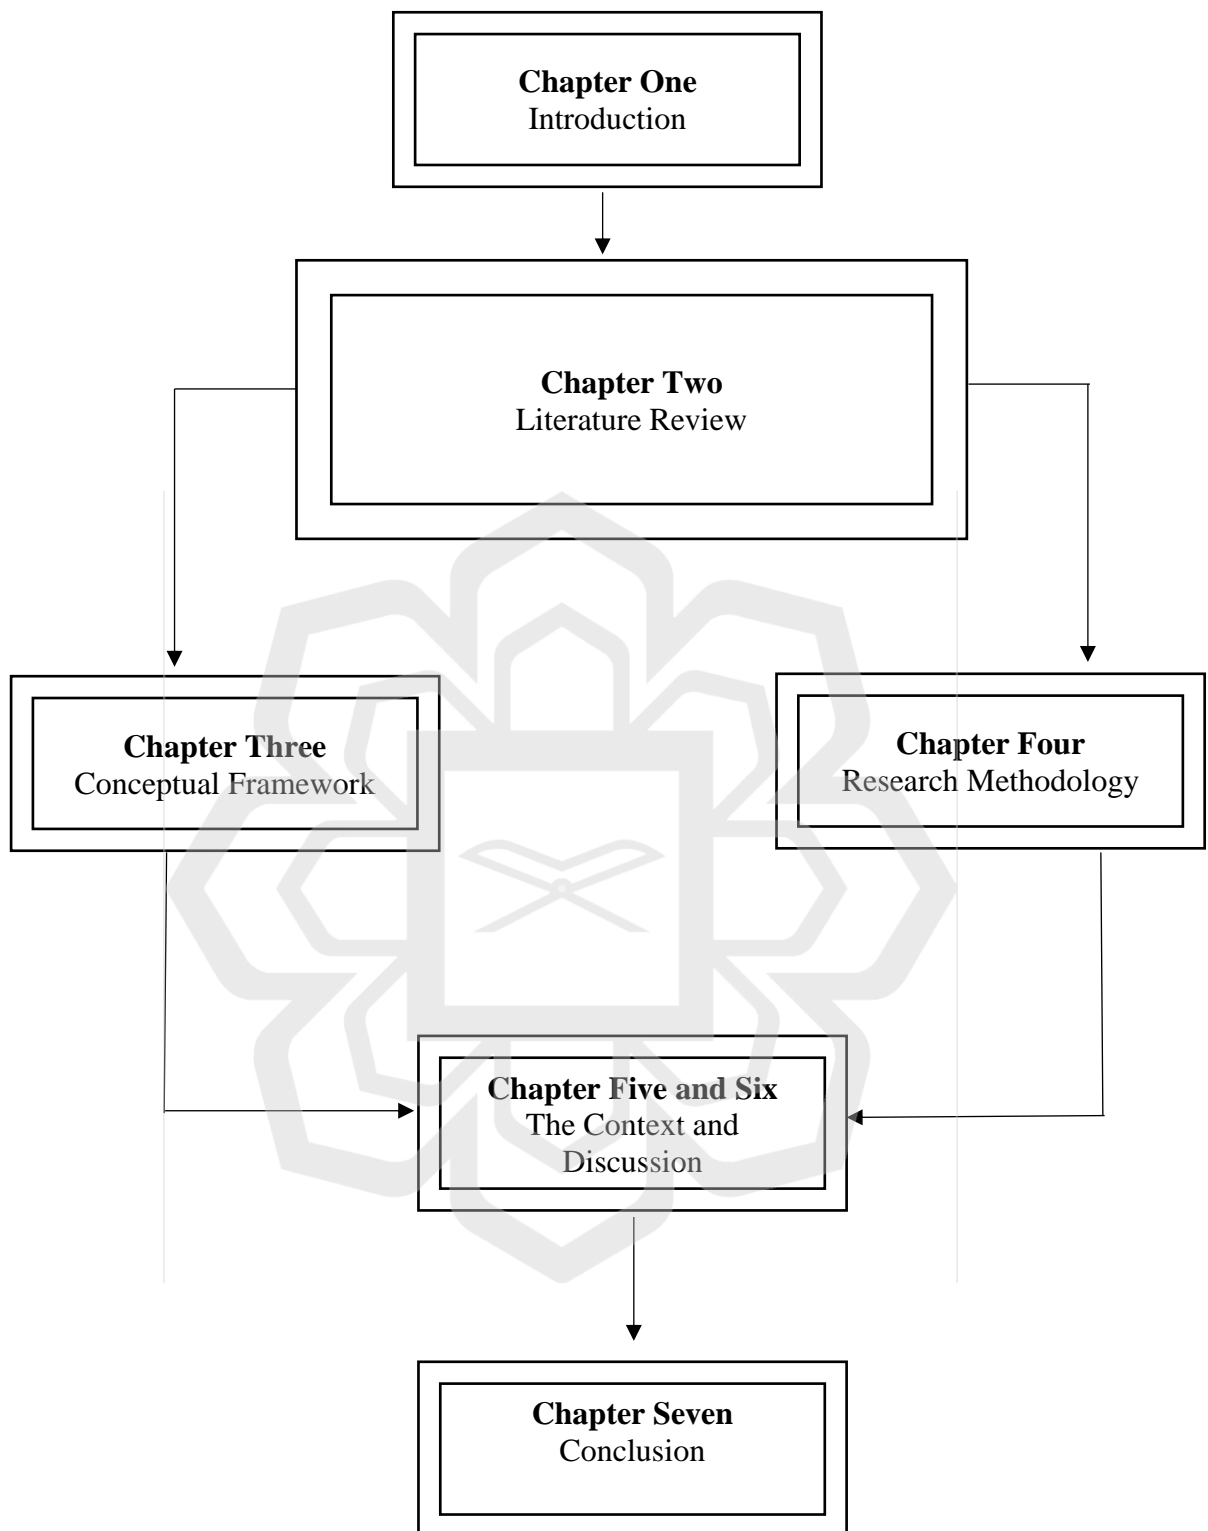 Chapter One
Introduction
Chapter Two
Literature Review
Chapter Three
Conceptual Framework
Chapter Four
Research Methodology
Chapter Five and Six
The Context and
Discussion
Chapter Seven
Conclusion